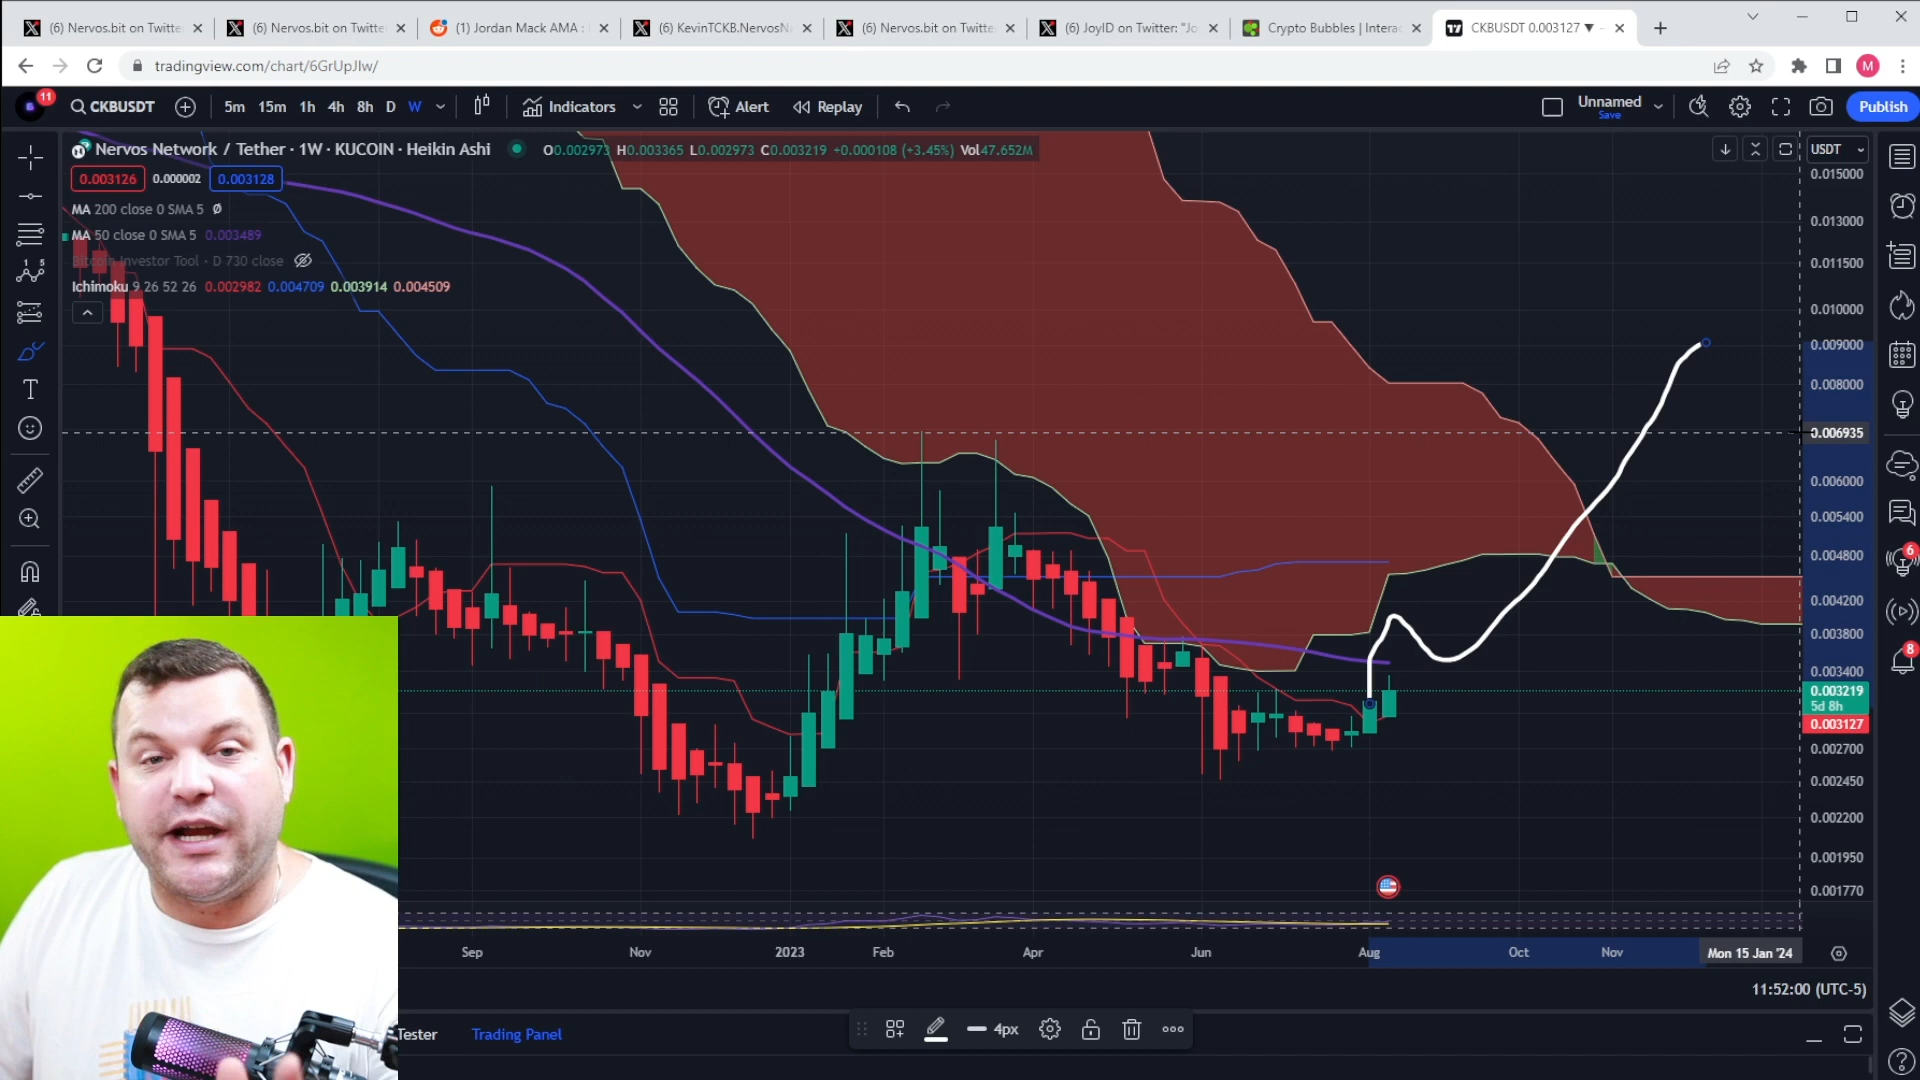 (6) Nervos.bit on Twitte
(6) Nervos.bit on Twitte
(1) Jordan Mack AMA :
(6) KevinTCKB.NervosN
(6) Nervos.bit on Twitte
(6) JoyID on Twitter: "Jo
Crypto Bubbles | Intera
CKBUSDT 0.003127 ▼ –
tradingview.com/chart/6GrUpJIw/
M
11
CKBUSDT
5m 15m 1h 4h 8h D W
Indicators
Alert
Replay
Unnamed
Save
Publish
Nervos Network / Tether · 1W · KUCOIN · Heikin Ashi
O0.002973 H0.003365 L0.002973 C0.003219 +0.000108 (+3.45%) Vol47.652M
USDT
0.003126 0.000002 0.003128
MA 200 close 0 SMA 5 Ø
MA 50 close 0 SMA 5 0.003489
Bitcoin Investor Tool · D 730 close
Ichimoku 9 26 52 26 0.002982 0.004709 0.003914 0.004509
0.015000
0.013000
0.011500
0.010000
0.009000
0.008000
0.006935
0.006000
0.005400
0.004800
0.004200
0.003800
0.003400
0.003219
5d 8h
0.003127
0.002700
0.002450
0.002200
0.001950
0.001770
6
8
Sep Nov 2023 Feb Apr Jun Aug Oct Nov Mon 15 Jan '24
11:52:00 (UTC-5)
Tester
Trading Panel
4px